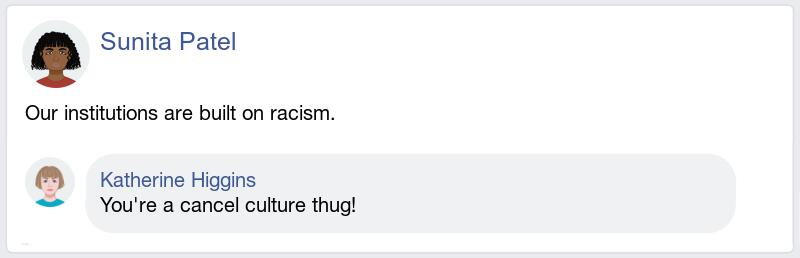 Sunita Patel
Our institutions are built on racism.
Katherine Higgins
You're a cancel culture thug!